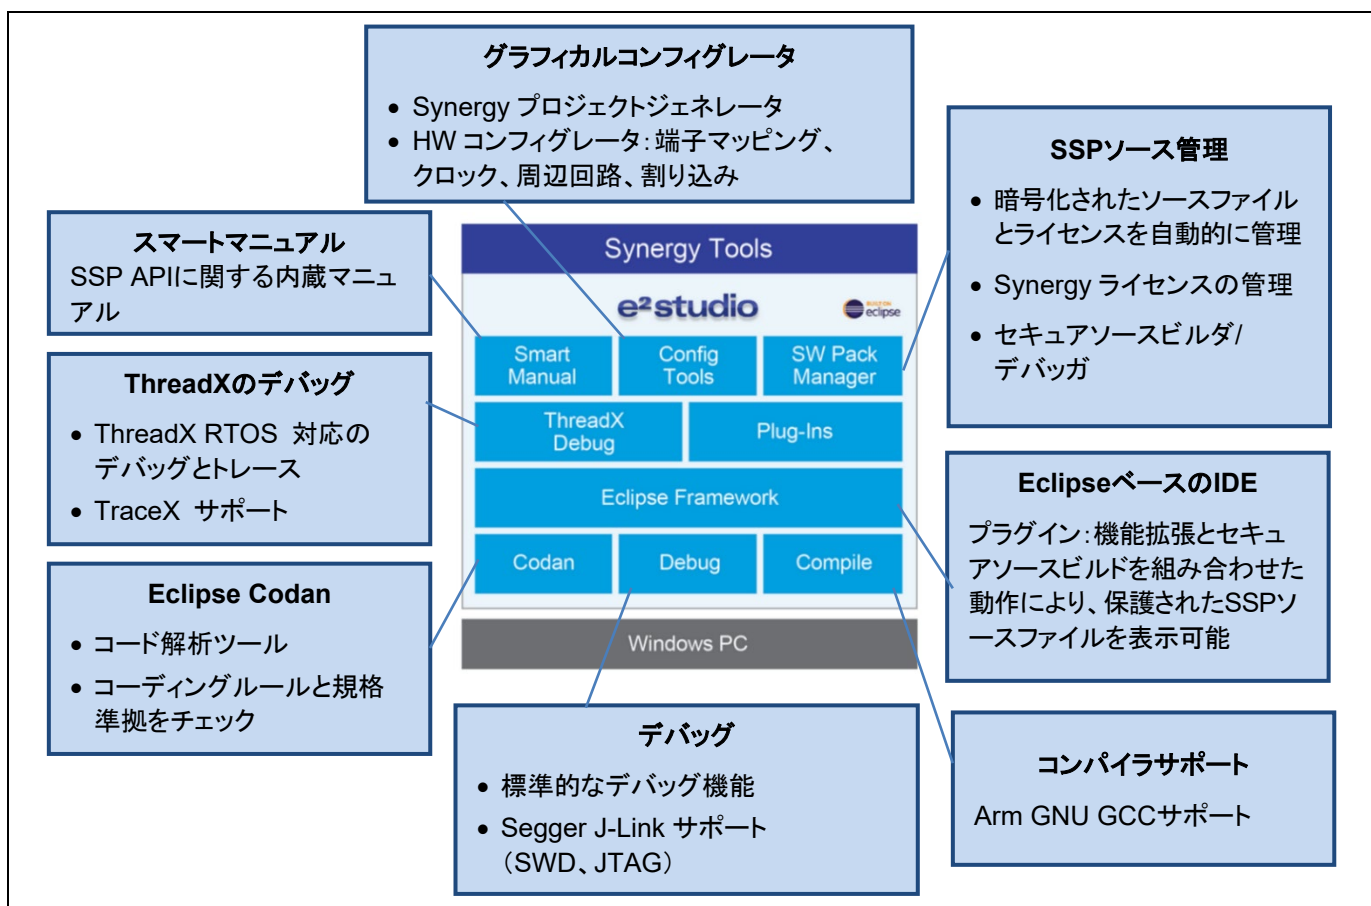 グラフィカルコンフィグレータ
• Synergy プロジェクトジェネレータ
• HW コンフィグレータ：端子マッピング、
クロック、周辺回路、割り込み
SSPソース管理
• 暗号化されたソースファイル
とライセンスを自動的に管理
• Synergy ライセンスの管理
• セキュアソースビルダ/
デバッガ
スマートマニュアル
SSP APIに関する内蔵マニュ
アル
ThreadXのデバッグ
• ThreadX RTOS 対応の
デバッグとトレース
• TraceX サポート
Eclipse Codan
• コード解析ツール
• コーディングルールと規格
準拠をチェック
Synergy Tools
e² studio
BUILT ON
eclipse
Smart
Manual
Config
Tools
SW Pack
Manager
ThreadX
Debug
Plug-Ins
Eclipse Framework
Codan
Debug
Compile
Windows PC
EclipseベースのIDE
プラグイン：機能拡張とセキュ
アソースビルドを組み合わせた
動作により、保護されたSSPソ
ースファイルを表示可能
デバッグ
• 標準的なデバッグ機能
• Segger J-Link サポート
（SWD、JTAG）
コンパイラサポート
Arm GNU GCCサポート